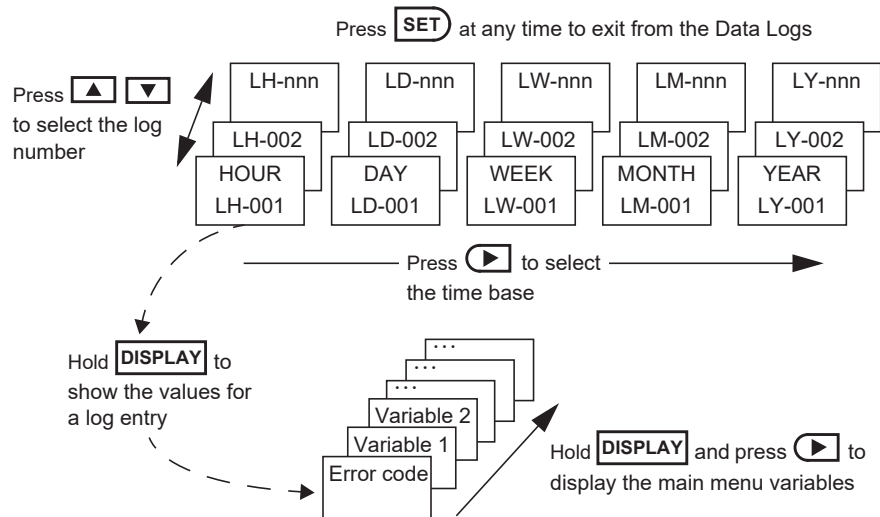 Press SET at any time to exit from the Data Logs
Press ▲ ▼
to select the log
number
LH-nnn LD-nnn LW-nnn LM-nnn LY-nnn
LH-002 LD-002 LW-002 LM-002 LY-002
HOUR DAY WEEK MONTH YEAR
LH-001 LD-001 LW-001 LM-001 LY-001
Press ▶ to select
the time base
Hold DISPLAY to
show the values for
a log entry
...
...
...
Variable 2
Variable 1
Error code
Hold DISPLAY and press ▶ to
display the main menu variables